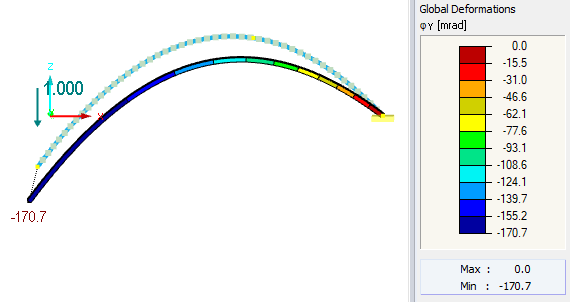 z
1.000
x
-170.7
Global Deformations
φY [mrad]
0.0
-15.5
-31.0
-46.6
-62.1
-77.6
-93.1
-108.6
-124.1
-139.7
-155.2
-170.7
Max : 0.0
Min : -170.7